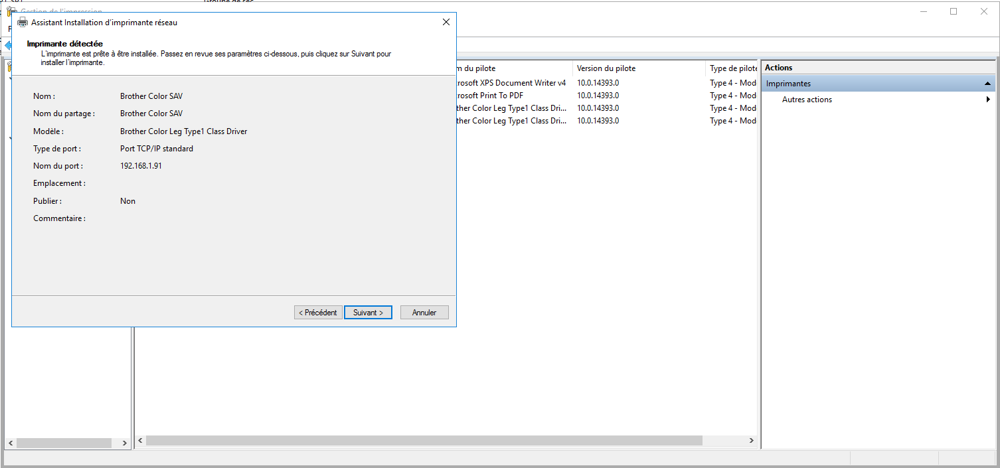 Groupe de sec
Gestion de l'impression
Assistant Installation d'imprimante réseau
F
Imprimante détectée
L'imprimante est prête à être installée. Passez en revue ses paramètres ci-dessous, puis cliquez sur Suivant pour
installer l'imprimante.
Nom : Brother Color SAV
Nom du partage : Brother Color SAV
Modèle : Brother Color Leg Type1 Class Driver
Type de port : Port TCP/IP standard
Nom du port : 192.168.1.91
Emplacement :
Publier : Non
Commentaire :
< Précédent Suivant > Annuler
m du pilote Version du pilote Type de pilote
rosoft XPS Document Writer v4 10.0.14393.0 Type 4 - Mod
rosoft Print To PDF 10.0.14393.0 Type 4 - Mod
ther Color Leg Type1 Class Dri... 10.0.14393.0 Type 4 - Mod
ther Color Leg Type1 Class Dri... 10.0.14393.0 Type 4 - Mod
Actions
Imprimantes
Autres actions